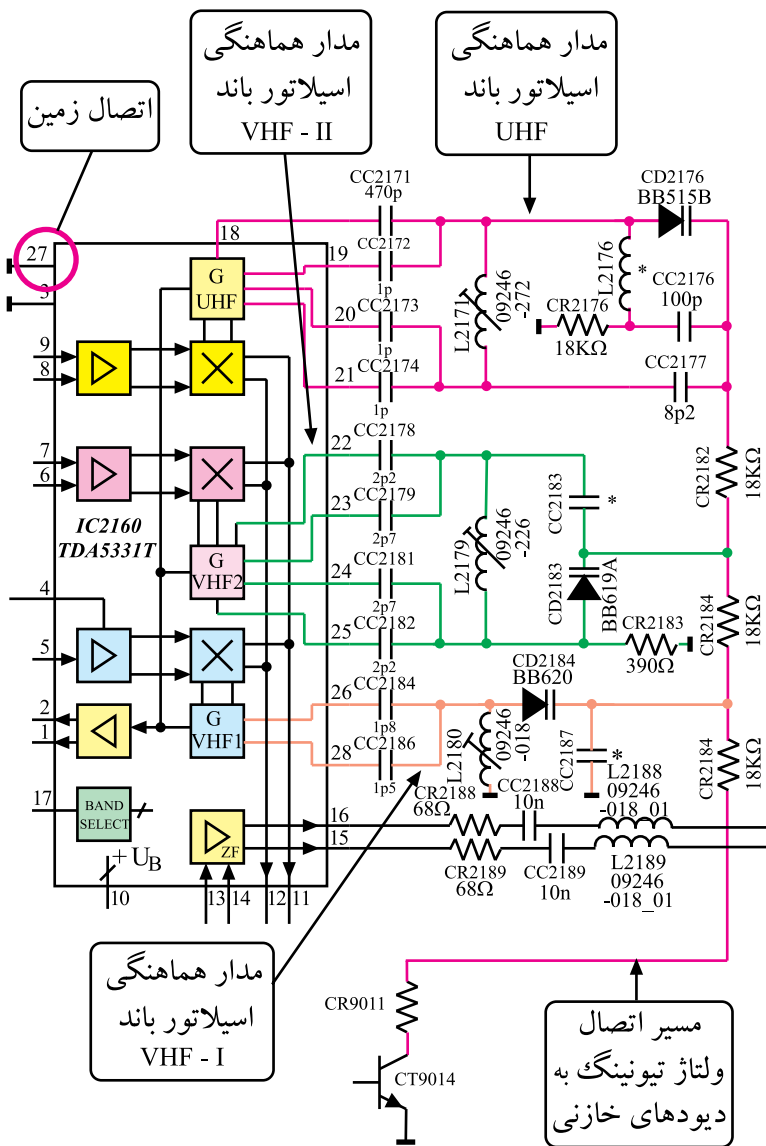 اتصال زمین
مدار هماهنگی
اسیلاتور باند
VHF - II
مدار هماهنگی
اسیلاتور باند
UHF
CC2171
470p
CD2176
BB515B
18
19
27
3
G
UHF
CC2172
1p
L2171
09246
-272
L2176
*
CC2176
100p
CR2176
18KΩ
20
CC2173
1p
21
CC2174
1p
CC2177
8p2
9
8
7
6
IC2160
TDA5331T
22
CC2178
2p2
23
CC2179
2p7
L2179
09246
-226
CC2183
*
CR2182
18KΩ
G
VHF2
24
CC2181
2p7
CD2183
BB619A
25
CC2182
2p2
CR2183
390Ω
CR2184
18KΩ
4
5
2
1
G
VHF1
26
CC2184
1p8
28
CC2186
1p5
CD2184
BB620
L2180
09246
-018
CC2187
*
CR2184
18KΩ
17
BAND
SELECT
+UB
10
ZF
13
14
12
11
16
15
CR2188
68Ω
CC2188
10n
L2188
09246
-018_01
CR2189
68Ω
CC2189
10n
L2189
09246
-018_01
مدار هماهنگی
اسیلاتور باند
VHF - I
CR9011
CT9014
مسیر اتصال
ولتاژ تیونینگ به
دیودهای خازنی